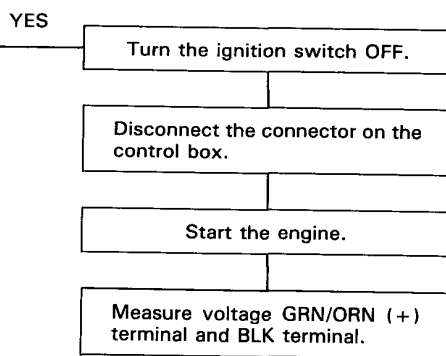 YES
Turn the ignition switch OFF.
Disconnect the connector on the
control box.
Start the engine.
Measure voltage GRN/ORN (+)
terminal and BLK terminal.